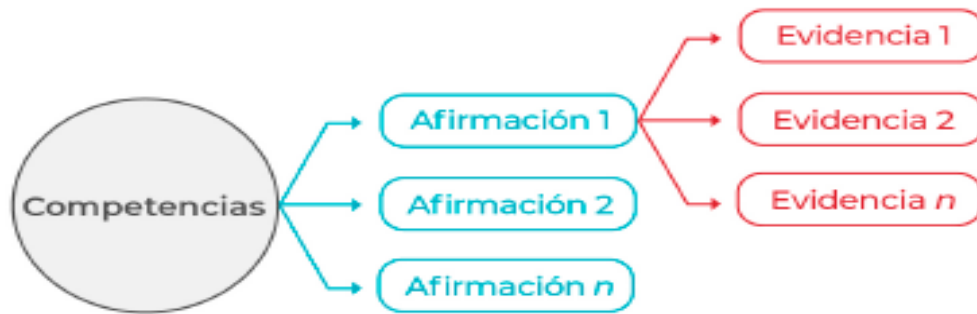 Competencias
Afirmación 1
Afirmación 2
Afirmación n
Evidencia 1
Evidencia 2
Evidencia n